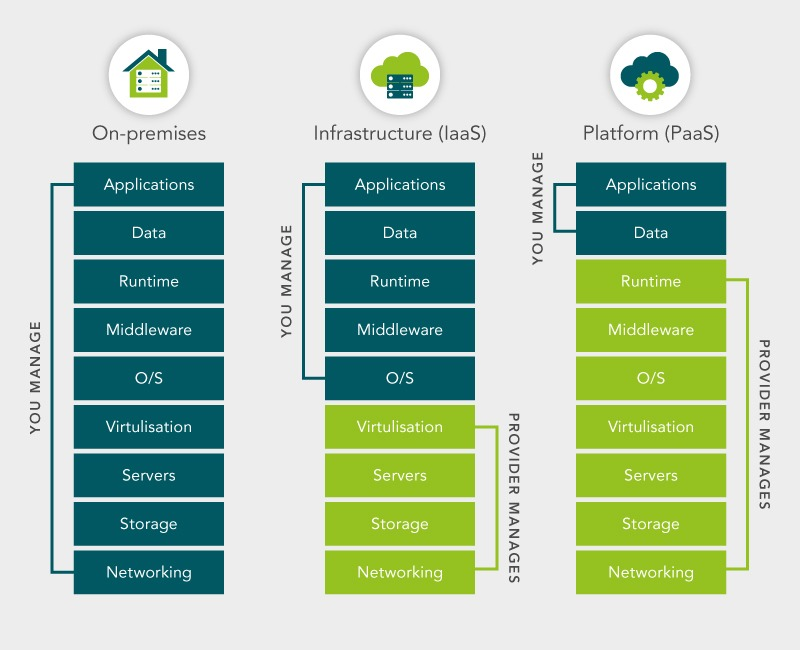 On-premises
YOU MANAGE
Applications
Data
Runtime
Middleware
O/S
Virtulisation
Servers
Storage
Networking
Infrastructure (IaaS)
YOU MANAGE
Applications
Data
Runtime
Middleware
O/S
Virtulisation
Servers
Storage
Networking
PROVIDER MANAGES
Platform (PaaS)
YOU MANAGE
Applications
Data
Runtime
Middleware
O/S
Virtulisation
Servers
Storage
Networking
PROVIDER MANAGES